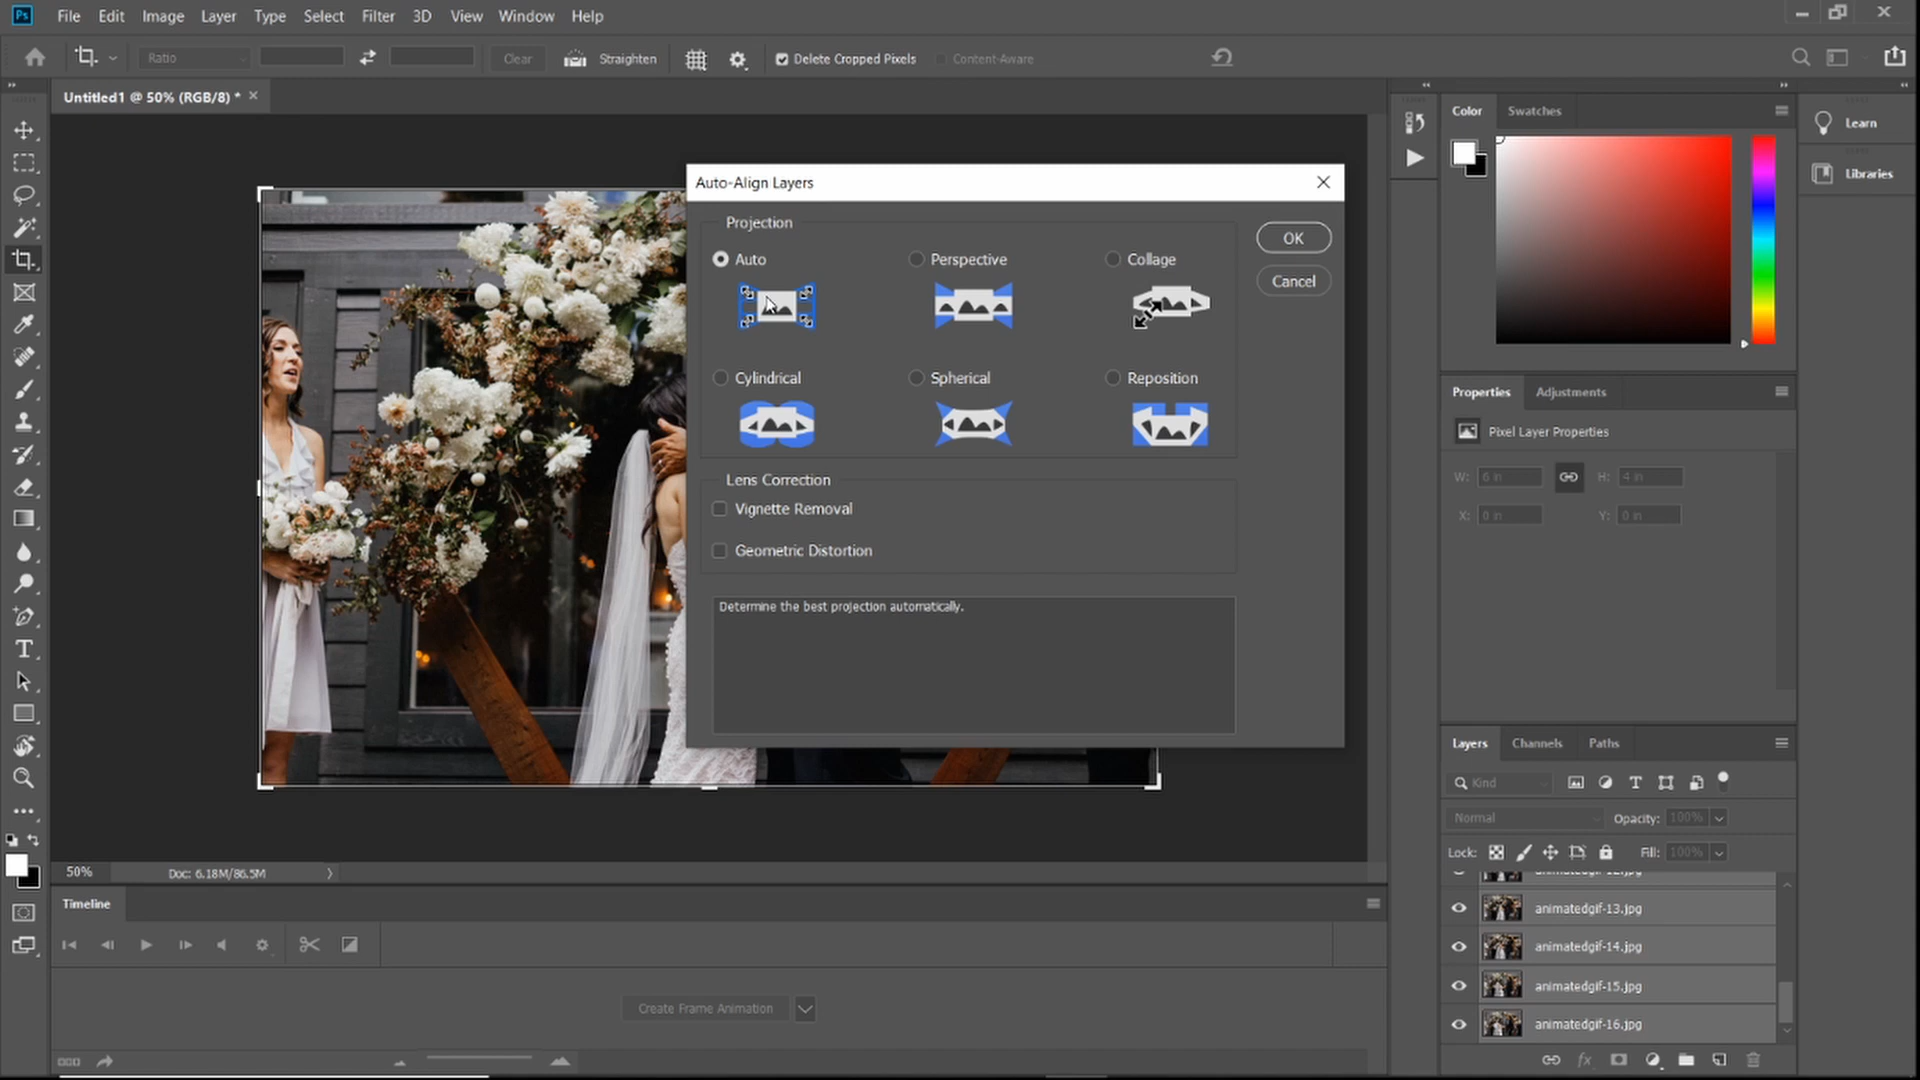 Ps File Edit Image Layer Type Select Filter 3D View Window Help
Ratio Clear Straighten Delete Cropped Pixels Content-Aware
Untitled1 @ 50% (RGB/8) *
Auto-Align Layers
Projection
Auto Perspective Collage
Cylindrical Spherical Reposition
Lens Correction
Vignette Removal
Geometric Distortion
Determine the best projection automatically.
OK
Cancel
Color Swatches
Learn
Libraries
Properties Adjustments
Pixel Layer Properties
W: 6 in H: 4 in
X: 0 in Y: 0 in
Layers Channels Paths
Kind
Normal Opacity: 100%
Lock: Fill: 100%
animatedgif-12.jpg
animatedgif-13.jpg
animatedgif-14.jpg
animatedgif-15.jpg
animatedgif-16.jpg
fx
50% Doc: 6.18M/86.5M
Timeline
Create Frame Animation